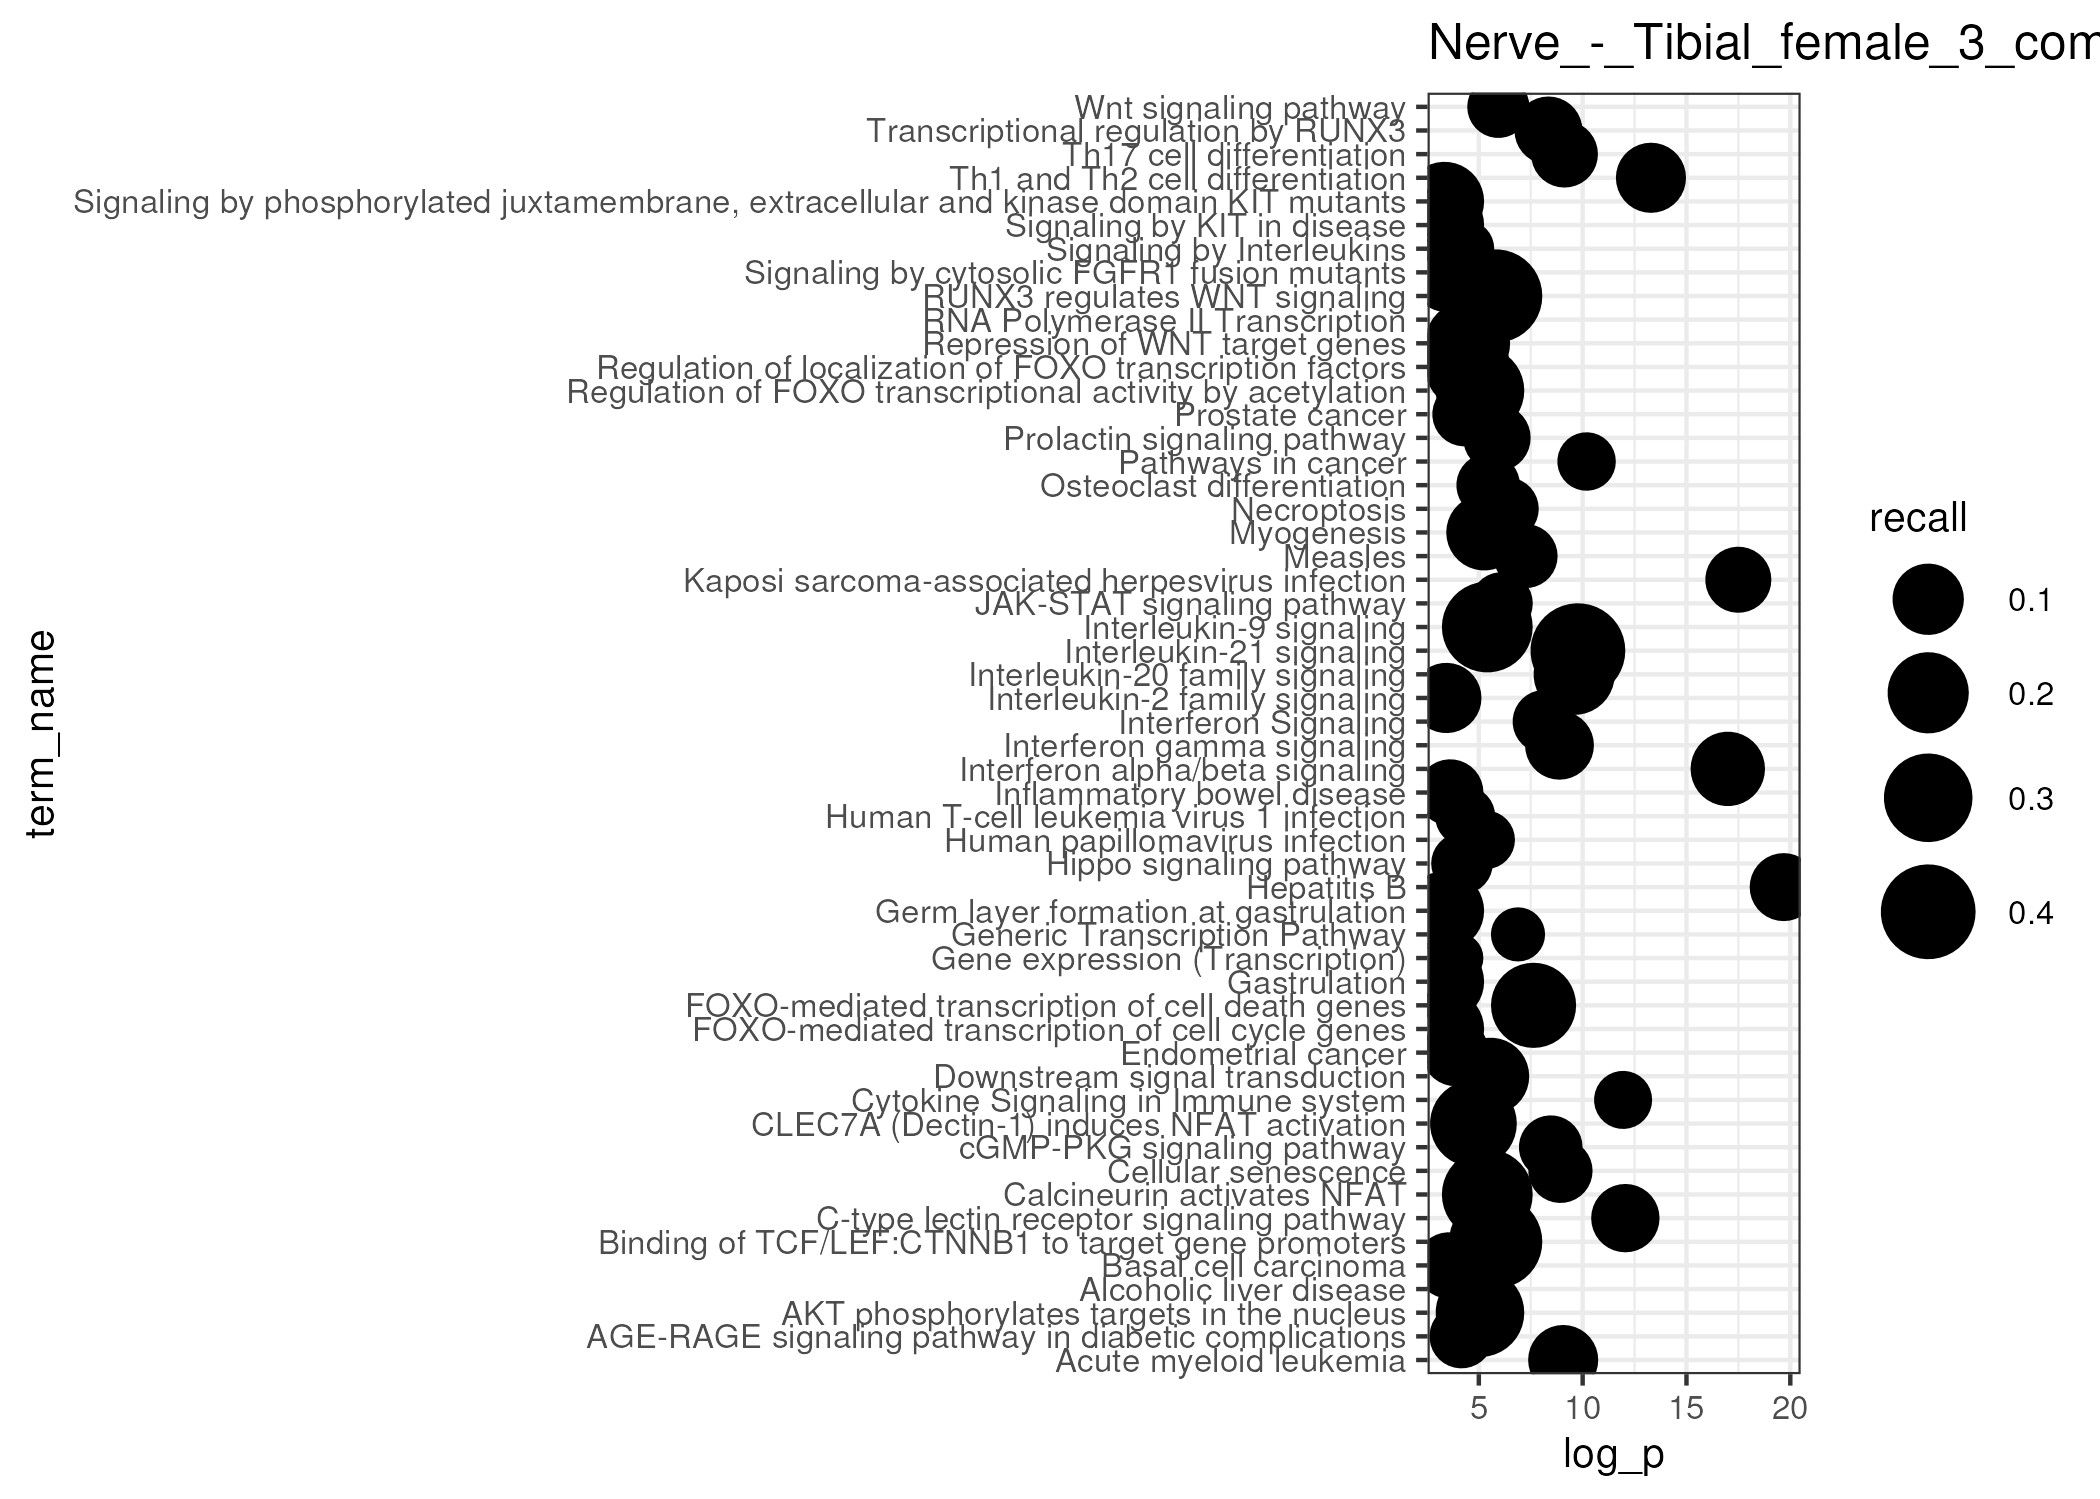 Nerve_-_Tibial_female_3_com
Wnt signaling pathway
Transcriptional regulation by RUNX3
Th17 cell differentiation
Th1 and Th2 cell differentiation
Signaling by phosphorylated juxtamembrane, extracellular and kinase domain KIT mutants
Signaling by KIT in disease
Signaling by Interleukins
Signaling by cytosolic FGFR1 fusion mutants
RUNX3 regulates WNT signaling
RNA Polymerase II Transcription
Repression of WNT target genes
Regulation of localization of FOXO transcription factors
Regulation of FOXO transcriptional activity by acetylation
Prostate cancer
Prolactin signaling pathway
Pathways in cancer
Osteoclast differentiation
Necroptosis
Myogenesis
Measles
Kaposi sarcoma-associated herpesvirus infection
JAK-STAT signaling pathway
Interleukin-9 signaling
Interleukin-21 signaling
Interleukin-20 family signaling
Interleukin-2 family signaling
Interferon Signaling
Interferon gamma signaling
Interferon alpha/beta signaling
Inflammatory bowel disease
Human T-cell leukemia virus 1 infection
Human papillomavirus infection
Hippo signaling pathway
Hepatitis B
Germ layer formation at gastrulation
Generic Transcription Pathway
Gene expression (Transcription)
Gastrulation
FOXO-mediated transcription of cell death genes
FOXO-mediated transcription of cell cycle genes
Endometrial cancer
Downstream signal transduction
Cytokine Signaling in Immune system
CLEC7A (Dectin-1) induces NFAT activation
cGMP-PKG signaling pathway
Cellular senescence
Calcineurin activates NFAT
C-type lectin receptor signaling pathway
Binding of TCF/LEF:CTNNB1 to target gene promoters
Basal cell carcinoma
Alcoholic liver disease
AKT phosphorylates targets in the nucleus
AGE-RAGE signaling pathway in diabetic complications
Acute myeloid leukemia
5 10 15 20
log_p
term_name
recall
0.1
0.2
0.3
0.4